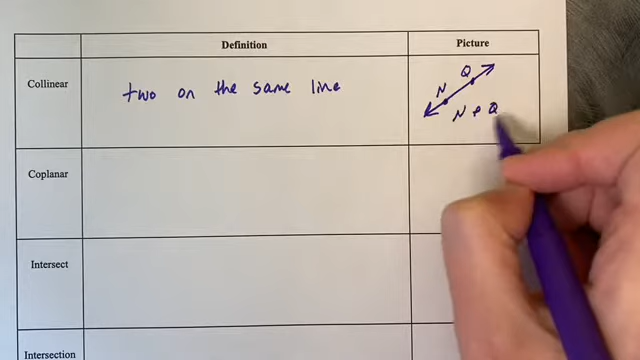 Definition
Picture
Collinear
two on the same line
Q
N
N + Q
Coplanar
Intersect
Intersection